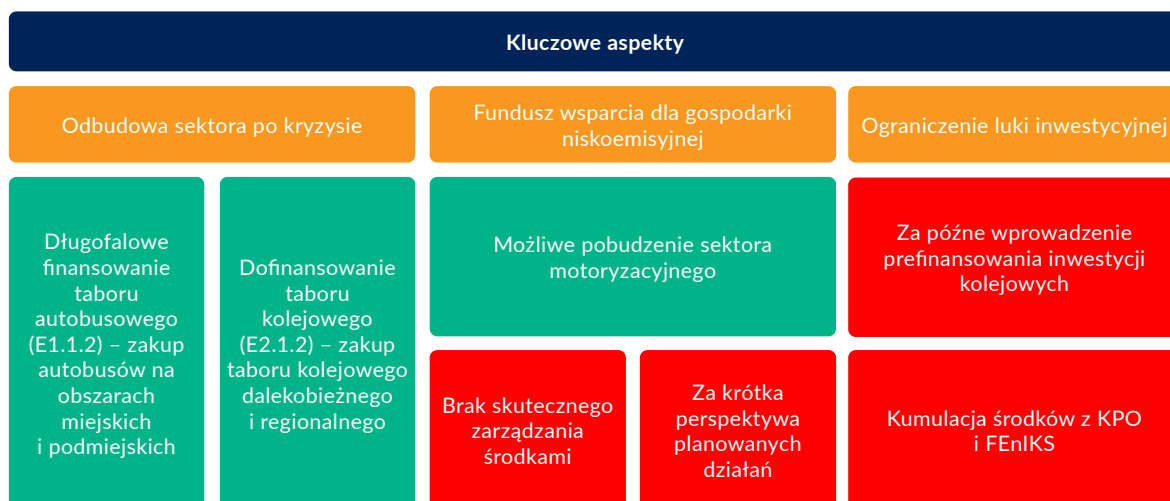 Kluczowe aspekty
Odbudowa sektora po kryzysie
Fundusz wsparcia dla gospodarki
niskoemisyjnej
Ograniczenie luki inwestycyjnej
Długofalowe
finansowanie
taboru
autobusowego
(E1.1.2) – zakup
autobusów na
obszarach
miejskich
i podmiejskich
Dofinansowanie
taboru
kolejowego
(E2.1.2) – zakup
taboru kolejowego
dalekobieżnego
i regionalnego
Możliwe pobudzenie sektora
motoryzacyjnego
Brak skutecznego
zarządzania
środkami
Za krótka
perspektywa
planowanych
działań
Za późne wprowadzenie
prefinansowania inwestycji
kolejowych
Kumulacja środków z KPO
i FEnIKS